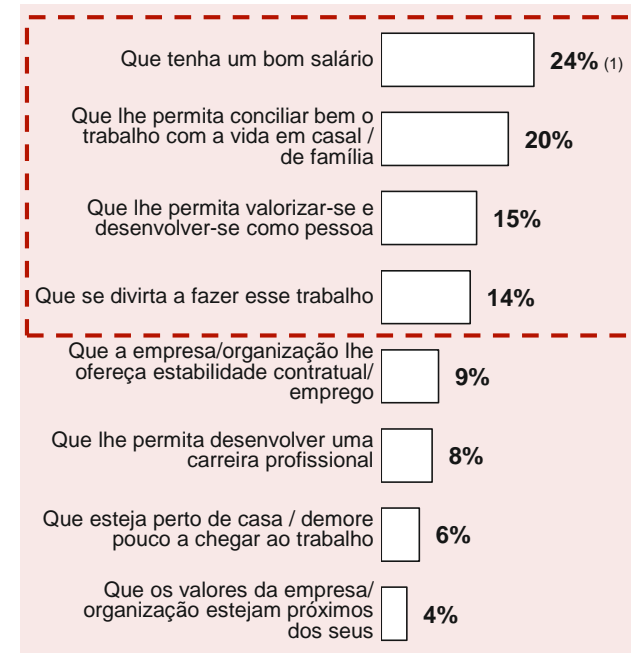 Que tenha um bom salário
24% (1)
Que lhe permita conciliar bem o
trabalho com a vida em casal /
de família
20%
Que lhe permita valorizar-se e
desenvolver-se como pessoa
15%
Que se divirta a fazer esse trabalho
14%
Que a empresa/organização lhe
ofereça estabilidade contratual/
emprego
9%
Que lhe permita desenvolver uma
carreira profissional
8%
Que esteja perto de casa / demore
pouco a chegar ao trabalho
6%
Que os valores da empresa/
organização estejam próximos
dos seus
4%